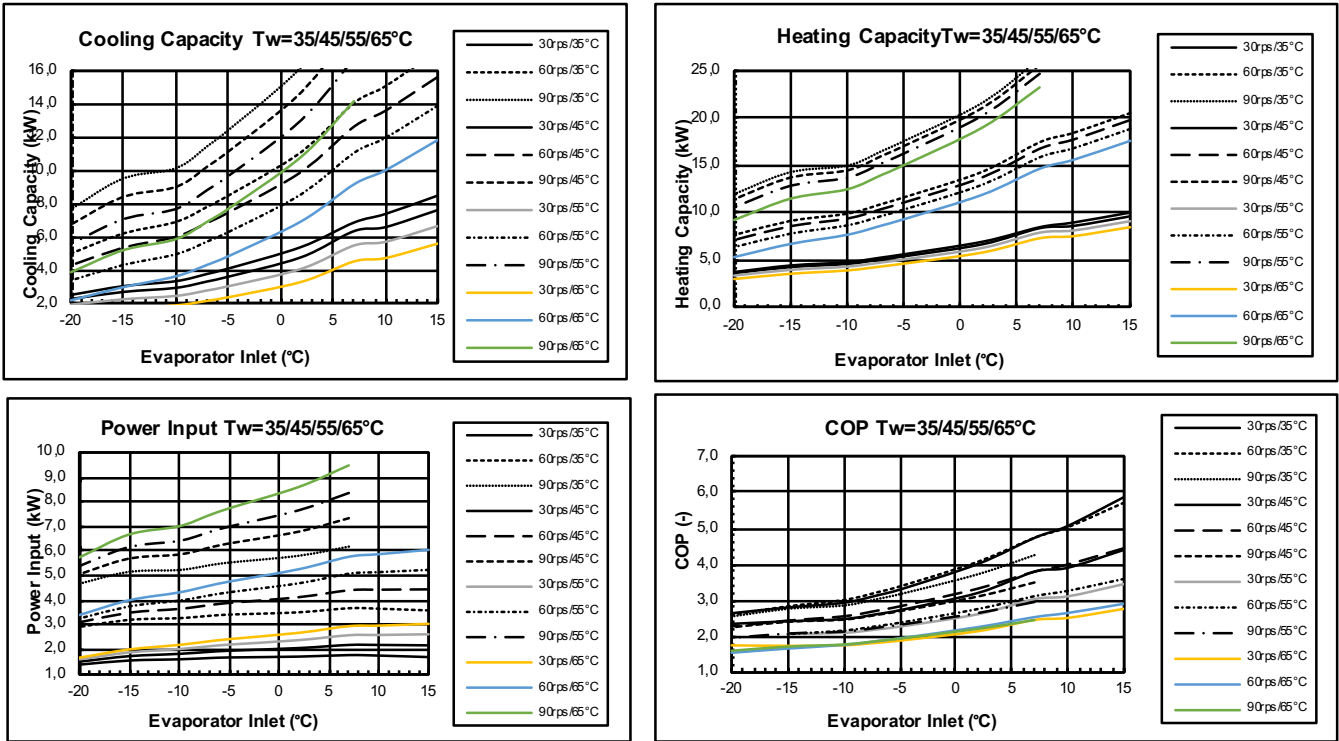 Cooling Capacity Tw=35/45/55/65°C
16,0
14,0
12,0
10,0
8,0
6,0
4,0
2,0
Cooling Capacity (kW)
-20 -15 -10 -5 0 5 10 15
Evaporator Inlet (°C)
30rps/35°C
60rps/35°C
90rps/35°C
30rps/45°C
60rps/45°C
90rps/45°C
30rps/55°C
60rps/55°C
90rps/55°C
30rps/65°C
60rps/65°C
90rps/65°C
Heating CapacityTw=35/45/55/65°C
25,0
20,0
15,0
10,0
5,0
0,0
Heating Capacity (kW)
-20 -15 -10 -5 0 5 10 15
Evaporator Inlet (°C)
30rps/35°C
60rps/35°C
90rps/35°C
30rps/45°C
60rps/45°C
90rps/45°C
30rps/55°C
60rps/55°C
90rps/55°C
30rps/65°C
60rps/65°C
90rps/65°C
Power Input Tw=35/45/55/65°C
10,0
9,0
8,0
7,0
6,0
5,0
4,0
3,0
2,0
1,0
Power Input (kW)
-20 -15 -10 -5 0 5 10 15
Evaporator Inlet (°C)
30rps/35°C
60rps/35°C
90rps/35°C
30rps/45°C
60rps/45°C
90rps/45°C
30rps/55°C
60rps/55°C
90rps/55°C
30rps/65°C
60rps/65°C
90rps/65°C
COP Tw=35/45/55/65°C
7,0
6,0
5,0
4,0
3,0
2,0
1,0
COP (-)
-20 -15 -10 -5 0 5 10 15
Evaporator Inlet (°C)
30rps/35°C
60rps/35°C
90rps/35°C
30rps/45°C
60rps/45°C
90rps/45°C
30rps/55°C
60rps/55°C
90rps/55°C
30rps/65°C
60rps/65°C
90rps/65°C